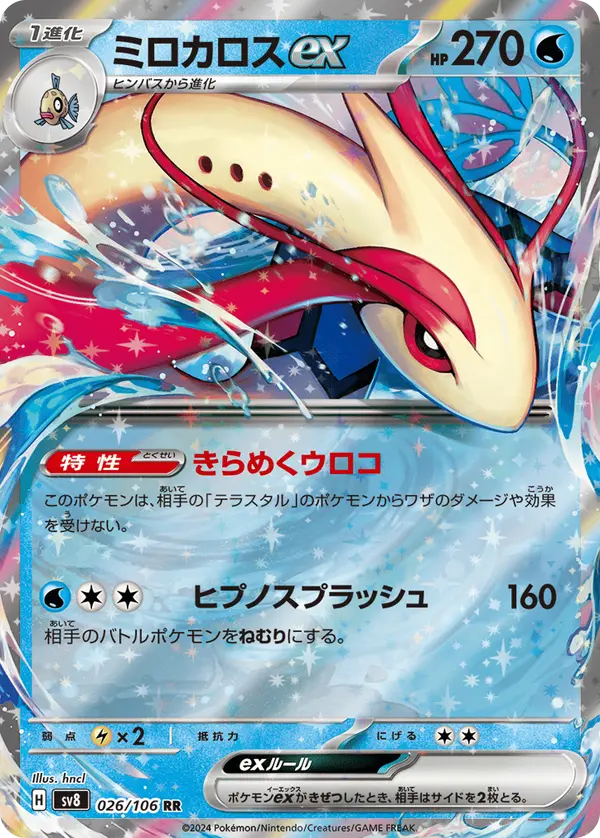 1進化 ミロカロスex HP270
ヒンバスから進化
特性 とくせい きらめくウロコ
このポケモンは、相手の「テラスタル」のポケモンからワザのダメージや効果
を受けない。
ヒプノスプラッシュ 160
相手のバトルポケモンをねむりにする。
弱点 ×2 抵抗力 にげる
exルール
ポケモンexがきぜつしたとき、相手はサイドを2枚とる。
Illus. hncl
H sv8 026/106 RR
©2024 Pokémon/Nintendo/Creatures/GAME FREAK.